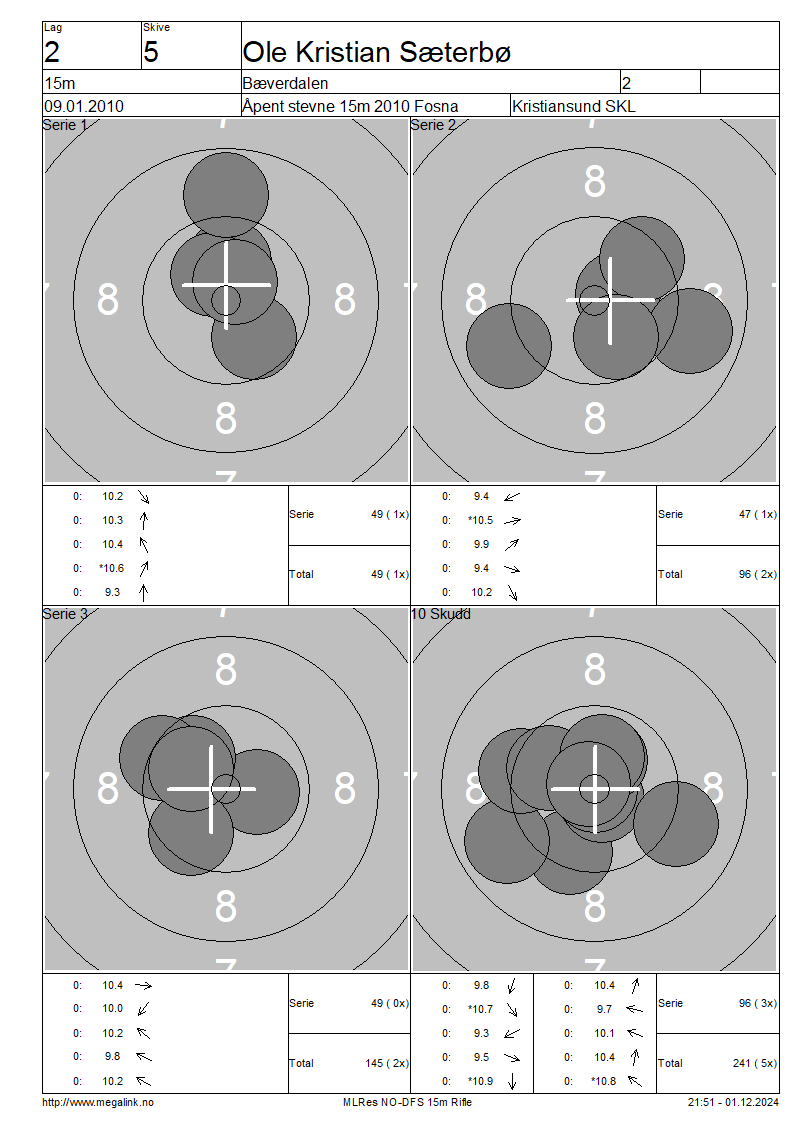 Lag Skive
2 5 Ole Kristian Sæterbø
15m Bæverdalen 2
09.01.2010 Åpent stevne 15m 2010 Fosna Kristiansund SKL
Serie 1
7
8 8
8
7
Serie 2
7
8
7 8 8
8
7
0: 10.2
0: 10.3
0: 10.4
0: *10.6
0: 9.3
Serie 49 ( 1x)
Total 49 ( 1x)
0: 9.4
0: *10.5
0: 9.9
0: 9.4
0: 10.2
Serie 47 ( 1x)
Total 96 ( 2x)
Serie 3
7
8
8 8
8
7
10 Skudd
7
8
7 8 8
8
7
0: 10.4
0: 10.0
0: 10.2
0: 9.8
0: 10.2
Serie 49 ( 0x)
Total 145 ( 2x)
0: 9.8 0: 10.4
0: *10.7 0: 9.7
0: 9.3 0: 10.1
0: 9.5 0: 10.4
0: *10.9 0: *10.8
Serie 96 ( 3x)
Total 241 ( 5x)
http://www.megalink.no MLRes NO-DFS 15m Rifle 21:51 - 01.12.2024